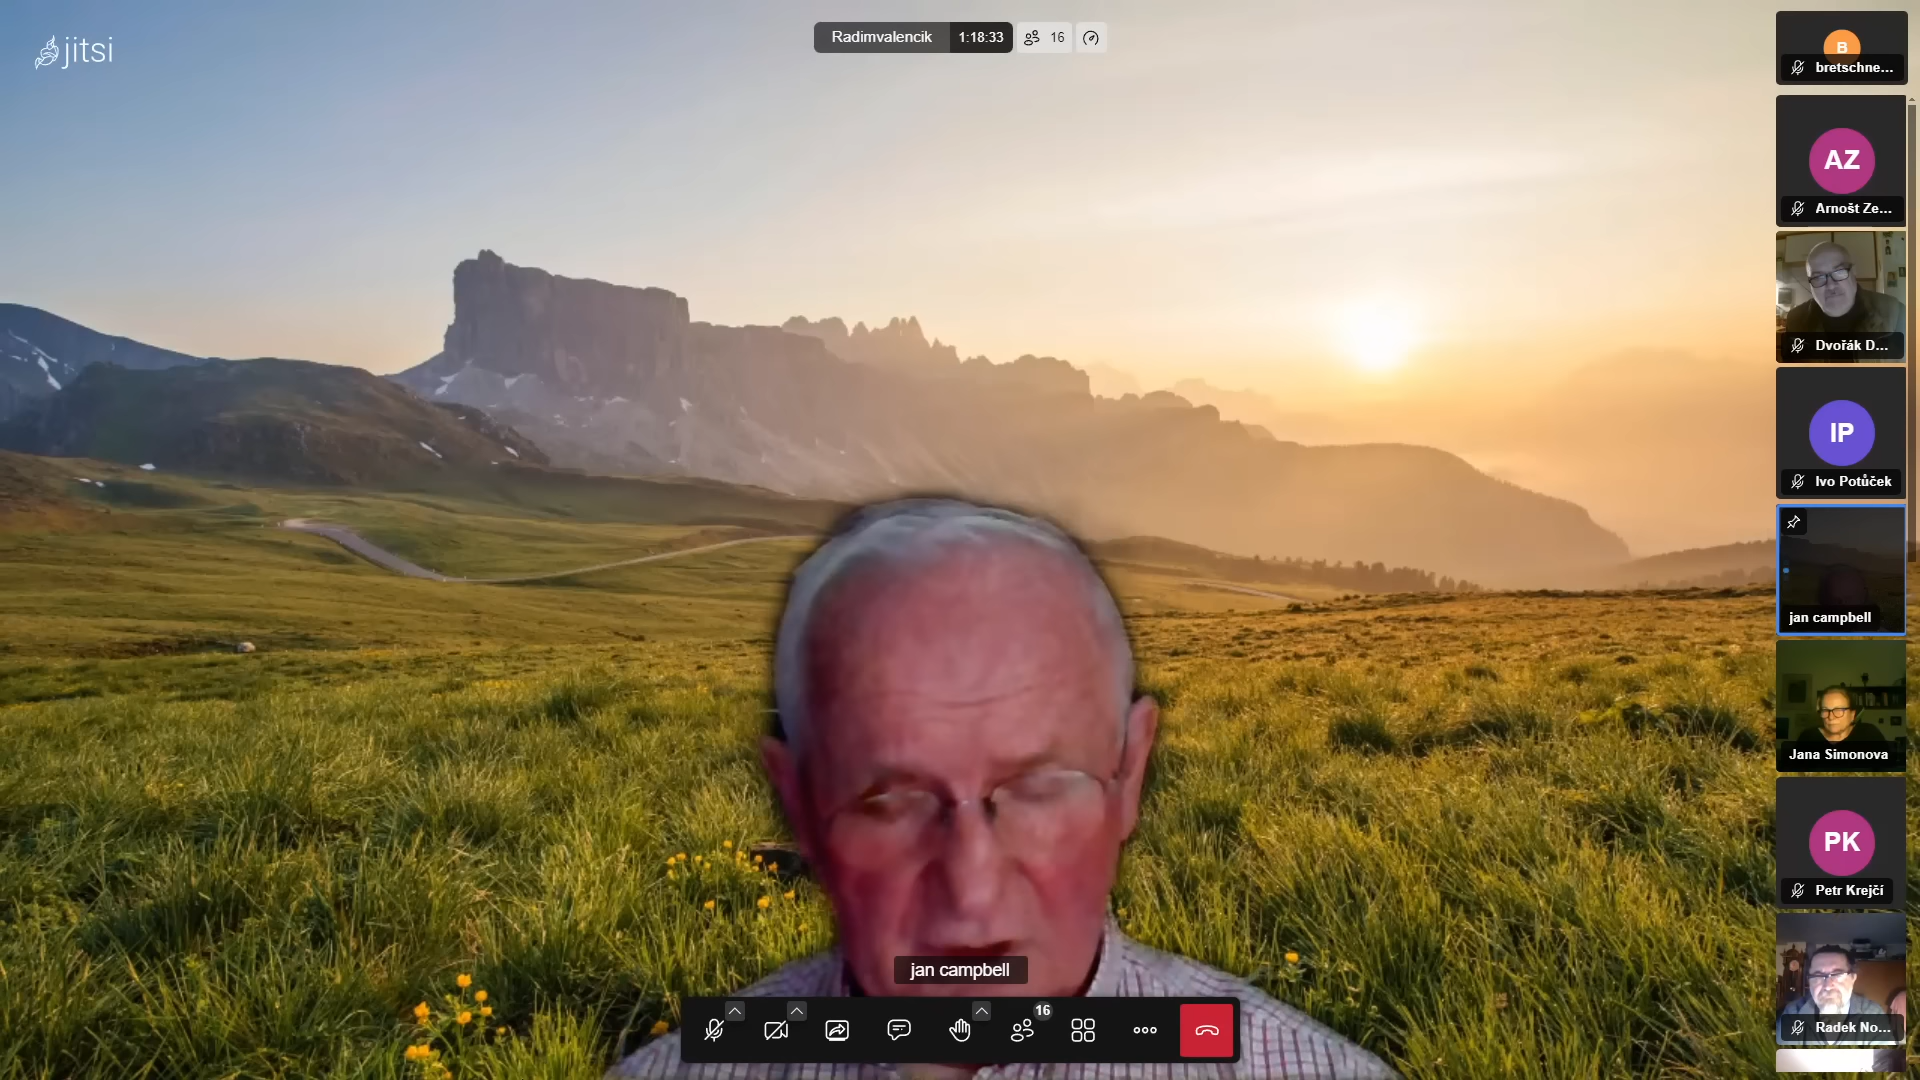 jitsi
Radimvalencik 1:18:33 16
B
bretschne...
AZ
Arnošt Ze...
Dvořák D...
IP
Ivo Potůček
jan campbell
Jana Simonova
PK
Petr Krejčí
Radek No...
jan campbell
16